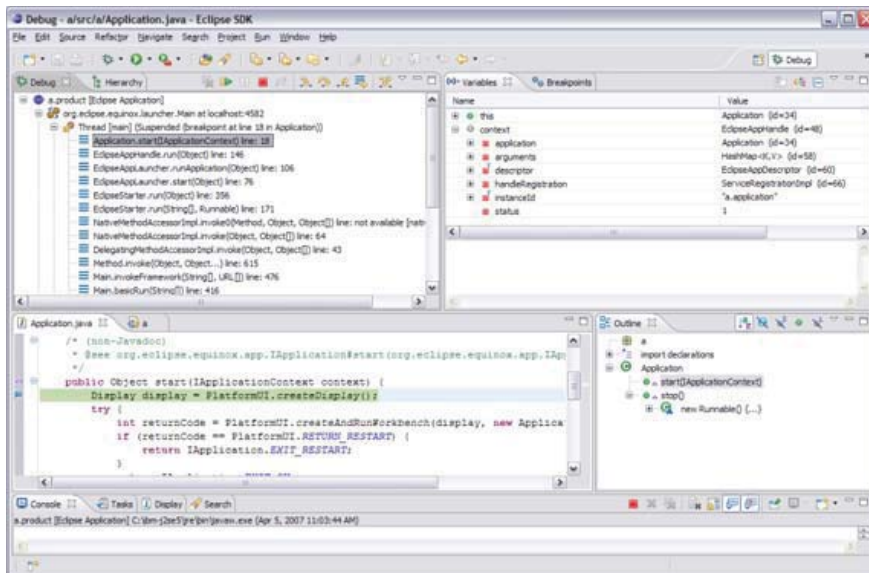 Debug - a/src/a/Application.java - Eclipse SDK
File Edit Source Refactor Navigate Search Project Run Window Help
Debug
Debug Hierarchy
a.product [Eclipse Application]
org.eclipse.equinox.launcher.Main at localhost:4582
Thread [main] (Suspended (breakpoint at line 18 in Application))
Application.start(IApplicationContext) line: 18
EclipseAppHandle.run(Object) line: 146
EclipseAppLauncher.runApplication(Object) line: 106
EclipseAppLauncher.start(Object) line: 76
EclipseStarter.run(Object) line: 356
EclipseStarter.run(String[], Runnable) line: 171
NativeMethodAccessorImpl.invoke0(Method, Object, Object[]) line: not available [nativ
NativeMethodAccessorImpl.invoke(Object, Object[]) line: 64
DelegatingMethodAccessorImpl.invoke(Object, Object[]) line: 43
Method.invoke(Object, Object...) line: 615
Main.invokeFramework(String[], URL[]) line: 476
Main.basicRun(String[]) line: 416
Variables Breakpoints
Name Value
this Application (id=34)
context EclipseAppHandle (id=48)
application Application (id=34)
arguments HashMap<K,V> (id=58)
descriptor EclipseAppDescriptor (id=60)
handleRegistration ServiceRegistrationImpl (id=66)
instanceId "a.application"
status 1
Application.java a
/* (non-Javadoc)
* @see org.eclipse.equinox.app.IApplication#start(org.eclipse.equinox.app.IApp
*/
public Object start(IApplicationContext context) {
Display display = PlatformUI.createDisplay();
try {
int returnCode = PlatformUI.createAndRunWorkbench(display, new Applicat
if (returnCode == PlatformUI.RETURN_RESTART) {
return IApplication.EXIT_RESTART;
}
Outline
a
import declarations
Application
start(IApplicationContext)
stop()
new Runnable() {...}
Console Tasks Display Search
a.product [Eclipse Application] C:\ibm-j2se5\jre\bin\javaw.exe (Apr 5, 2007 11:03:44 AM)